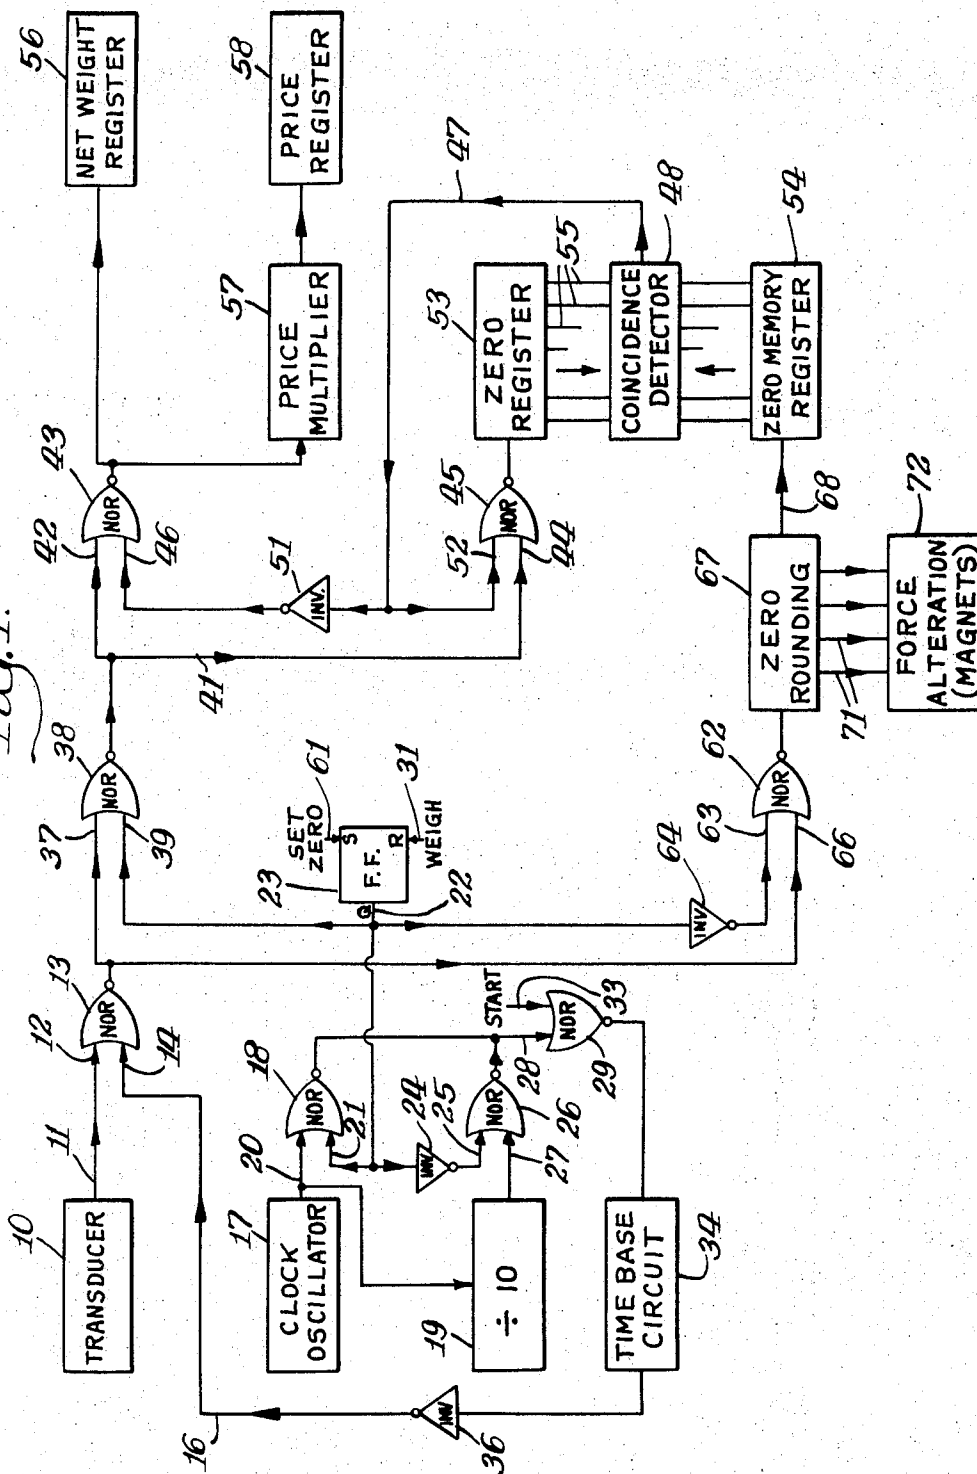 Fig. 1.
10
TRANSDUCER
11
12
13
NOR
14
16
17
CLOCK
OSCILLATOR
18
NOR
20
21
19
÷ 10
INV
24
25
NOR
26
27
START
33
NOR
28
29
TIME BASE
CIRCUIT
34
INV
36
37
38
NOR
39
SET
ZERO
61
23
S
F.F.
Q
R
22
31
WEIGH
41
42
43
NOR
46
INV.
51
52
45
NOR
44
47
56
NET WEIGHT
REGISTER
57
PRICE
MULTIPLIER
58
PRICE
REGISTER
53
ZERO
REGISTER
55
COINCIDENCE
DETECTOR
48
ZERO MEMORY
REGISTER
54
INV
64
63
62
NOR
66
67
ZERO
ROUNDING
68
71
72
FORCE
ALTERATION
(MAGNETS)